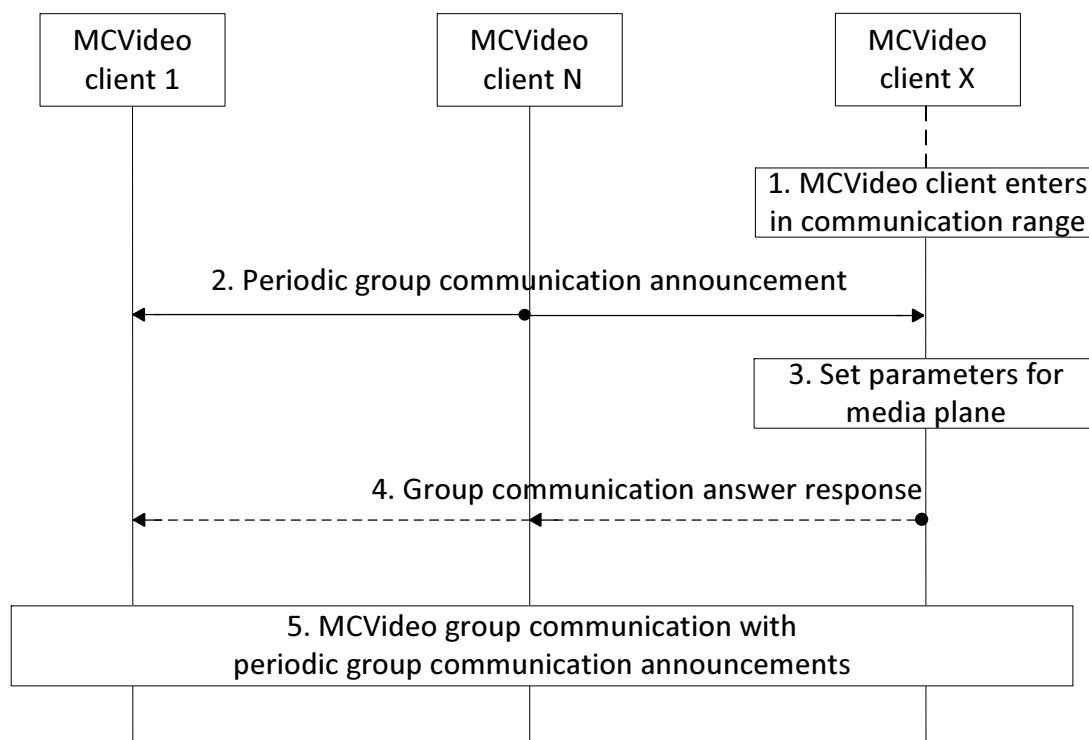 MCVideo
client 1
MCVideo
client N
MCVideo
client X
1. MCVideo client enters
in communication range
2. Periodic group communication announcement
3. Set parameters for
media plane
4. Group communication answer response
5. MCVideo group communication with
periodic group communication announcements